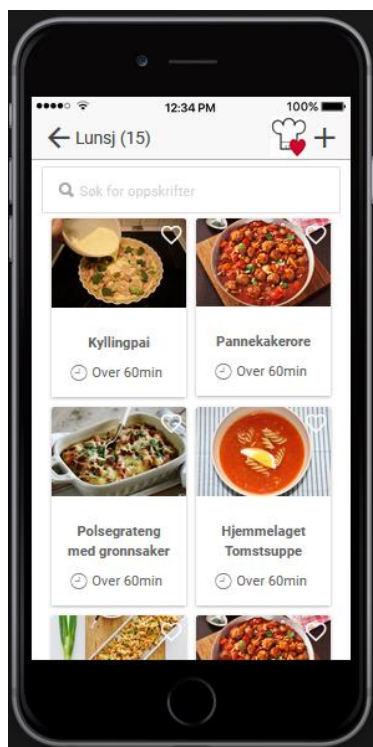 12:34 PM
100%
Lunsj (15)
Søk for oppskrifter
Kyllingpai
Pannekakerore
Over 60min
Over 60min
Polsegrateng
med gronnsaker
Hjemmelaget
Tomstsuppe
Over 60min
Over 60min